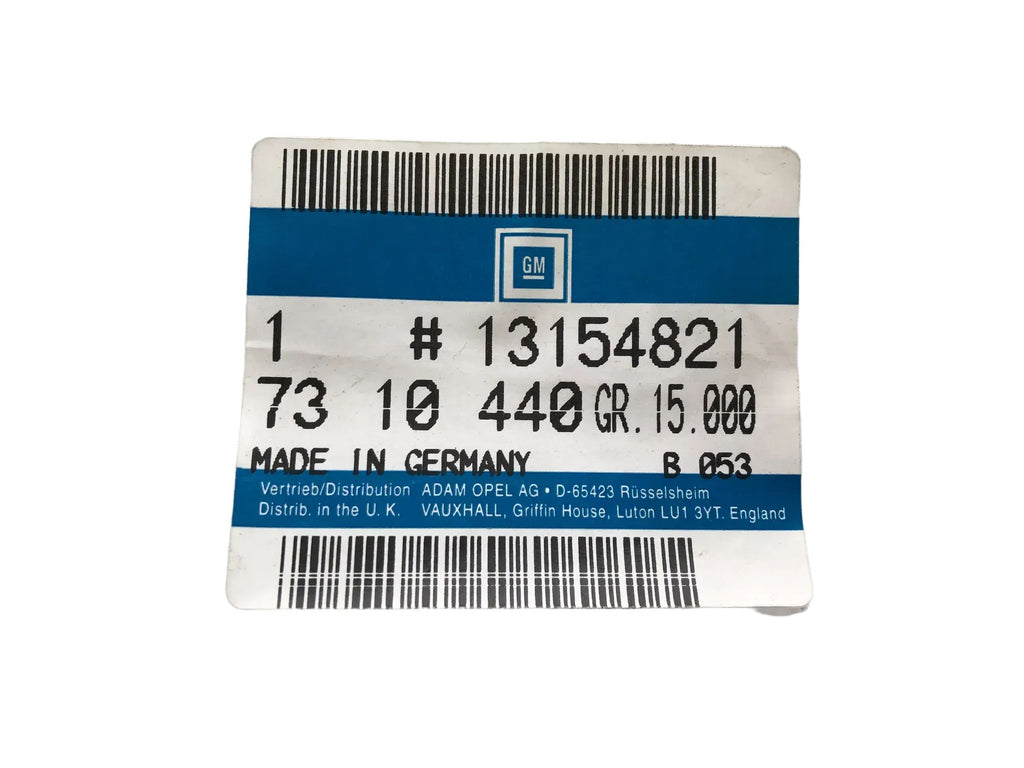 GM
1 # 13154821
73 10 440 GR. 15.000
MADE IN GERMANY B 053
Vertrieb/Distribution ADAM OPEL AG • D-65423 Rüsselsheim
Distrib. in the U. K. VAUXHALL, Griffin House, Luton LU1 3YT. England